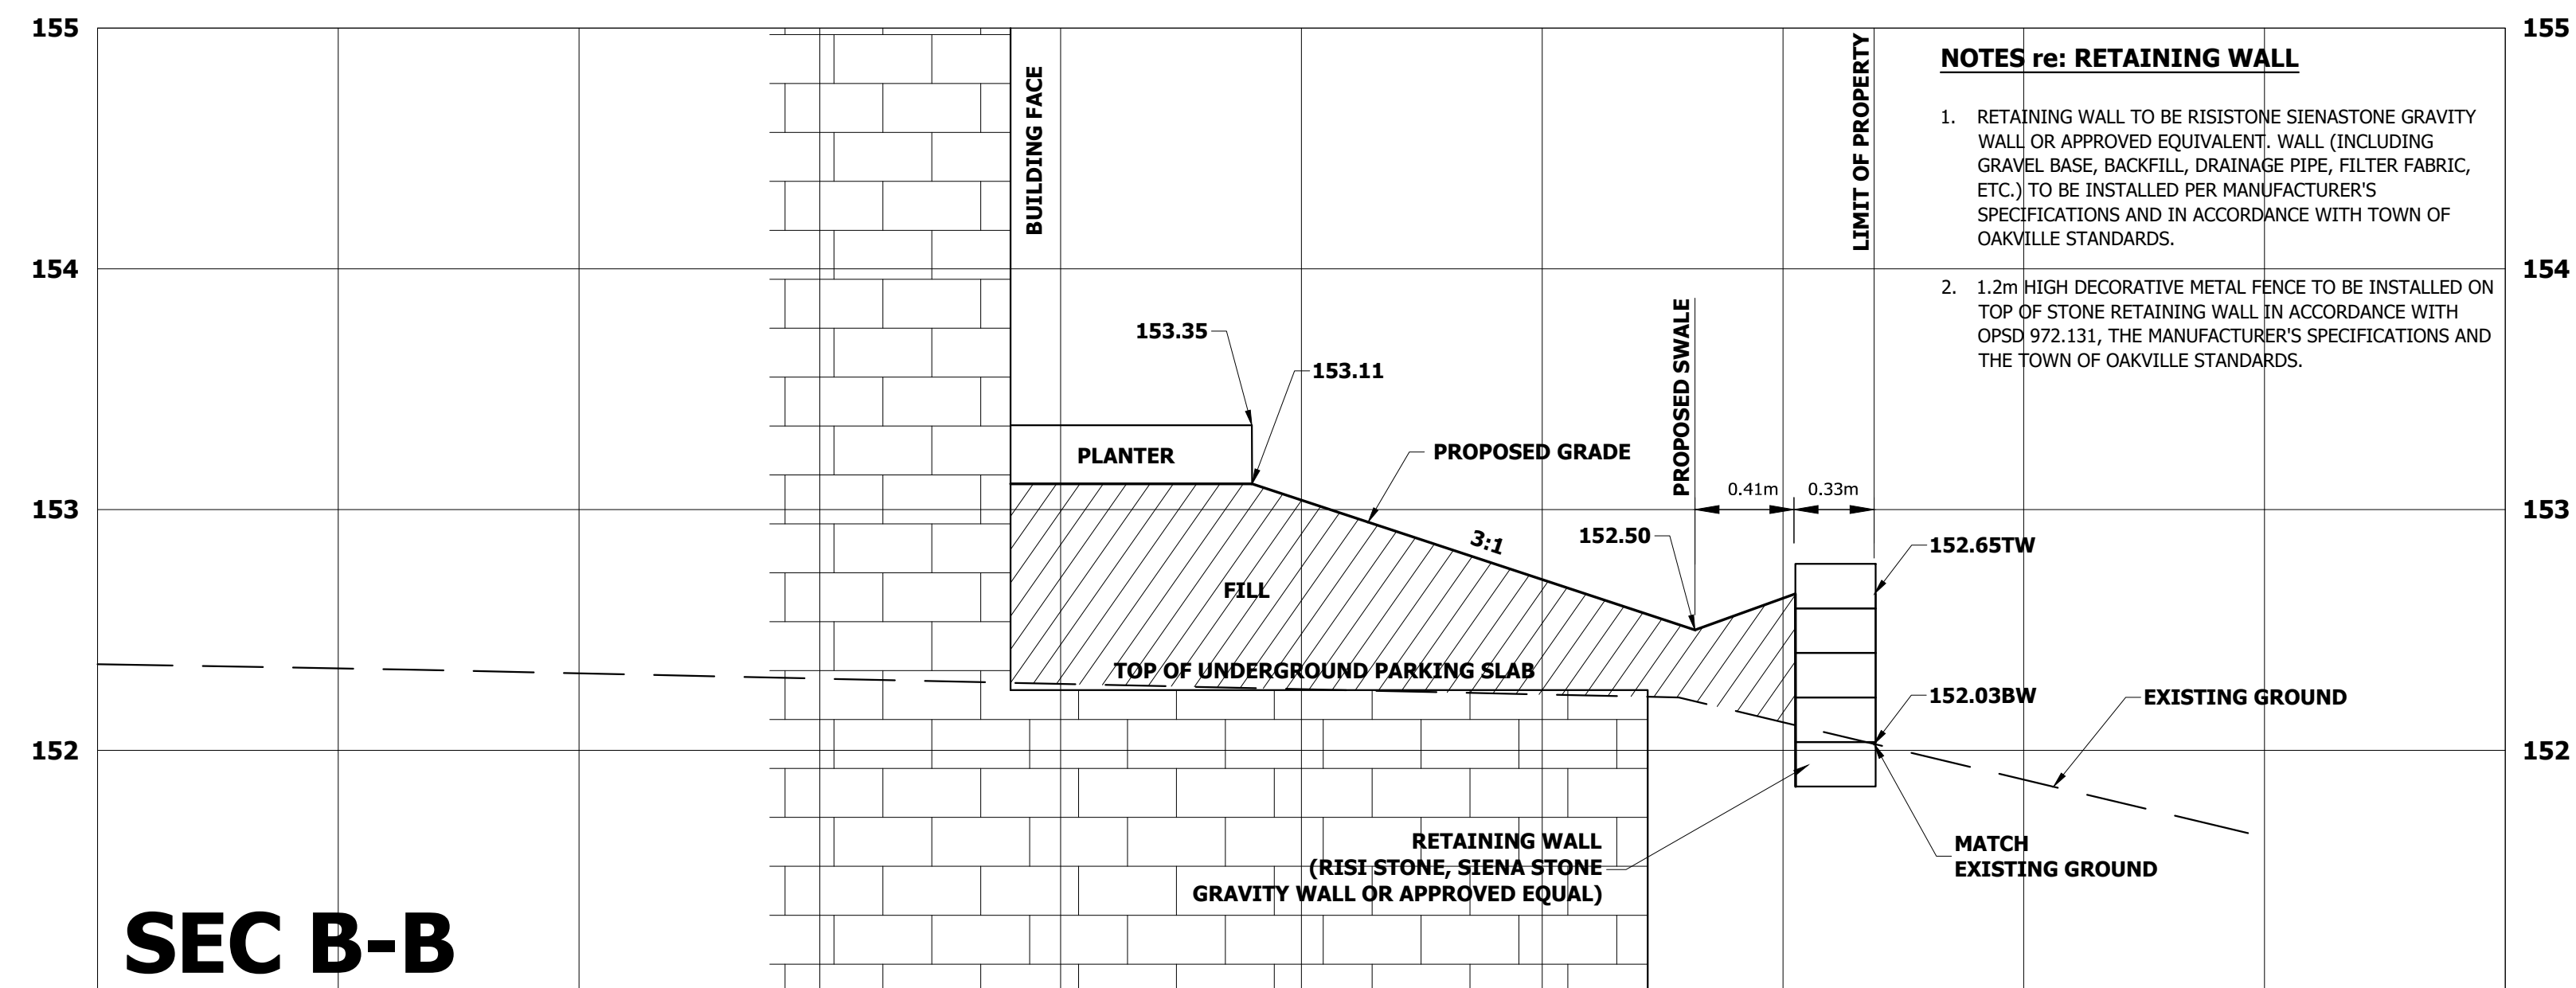 155
155
BUILDING FACE
LIMIT OF PROPERTY
NOTES re: RETAINING WALL
1. RETAINING WALL TO BE RISISTONE SIENASTONE GRAVITY
WALL OR APPROVED EQUIVALENT. WALL (INCLUDING
GRAVEL BASE, BACKFILL, DRAINAGE PIPE, FILTER FABRIC,
ETC.) TO BE INSTALLED PER MANUFACTURER'S
SPECIFICATIONS AND IN ACCORDANCE WITH TOWN OF
OAKVILLE STANDARDS.
154
154
2. 1.2m HIGH DECORATIVE METAL FENCE TO BE INSTALLED ON
TOP OF STONE RETAINING WALL IN ACCORDANCE WITH
OPSD 972.131, THE MANUFACTURER'S SPECIFICATIONS AND
THE TOWN OF OAKVILLE STANDARDS.
153.35
153.11
PROPOSED SWALE
PLANTER
PROPOSED GRADE
0.41m
0.33m
153
153
3:1
152.50
152.65TW
FILL
TOP OF UNDERGROUND PARKING SLAB
152.03BW
EXISTING GROUND
152
152
RETAINING WALL
(RISI STONE, SIENA STONE
GRAVITY WALL OR APPROVED EQUAL)
MATCH
EXISTING GROUND
SEC B-B